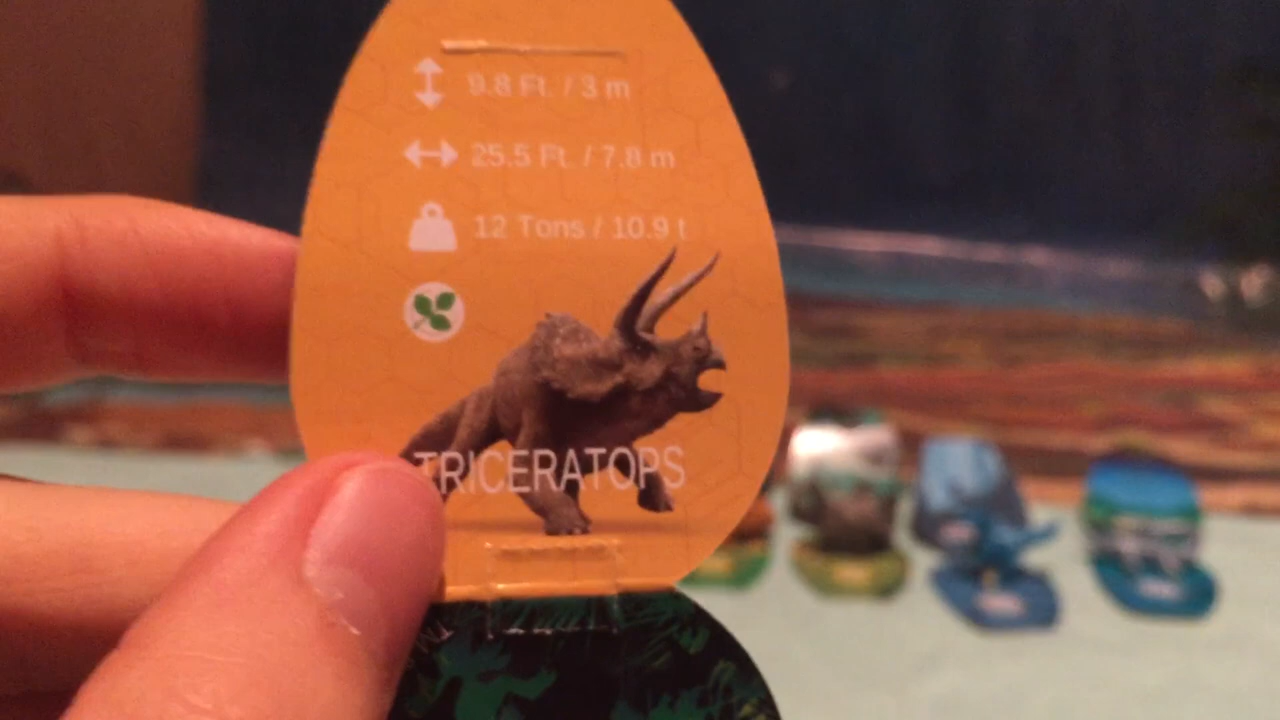 9.8 Ft. / 3 m
25.5 Ft. / 7.8 m
12 Tons / 10.9 t
TRICERATOPS